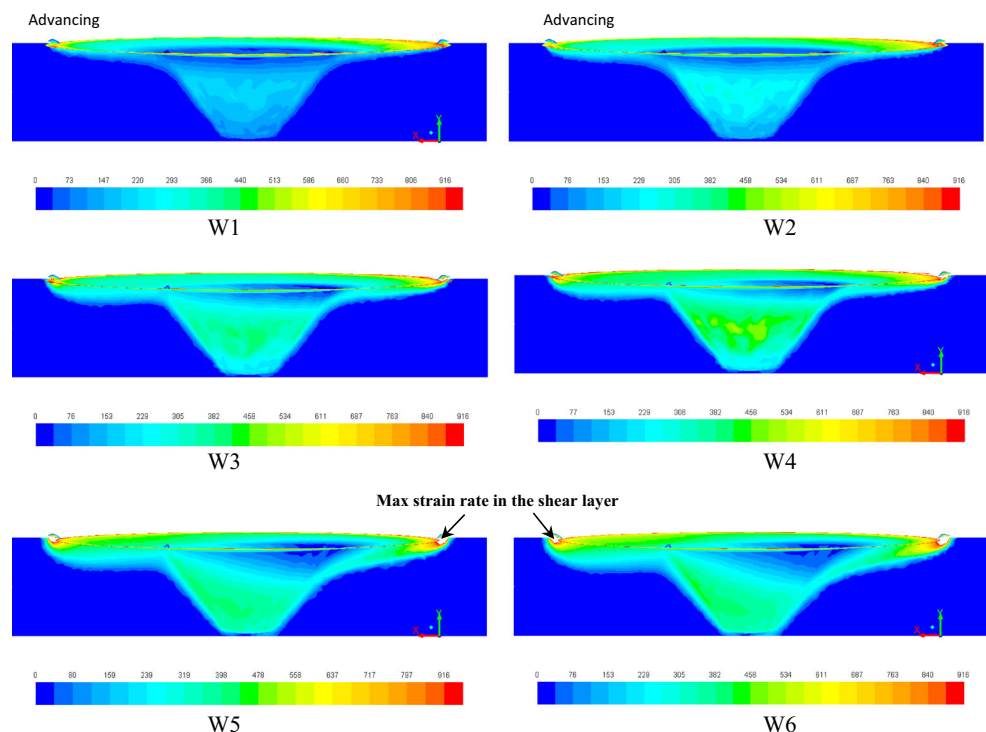 Advancing
Advancing
X Y
0 73 147 220 293 366 440 513 586 660 733 806 916
W1
X Y
0 76 229 305 382 458 534 611 687 763 840 916
W2
0 76 153 229 305 382 458 534 611 687 763 840 916
W3
X Y
0 77 153 229 306 382 458 534 611 687 763 840 916
W4
Max strain rate in the shear layer
X Y
X Y
0 80 159 239 319 398 478 558 637 717 797 916
W5
0 76 153 229 305 382 458 534 611 687 763 840 916
W6